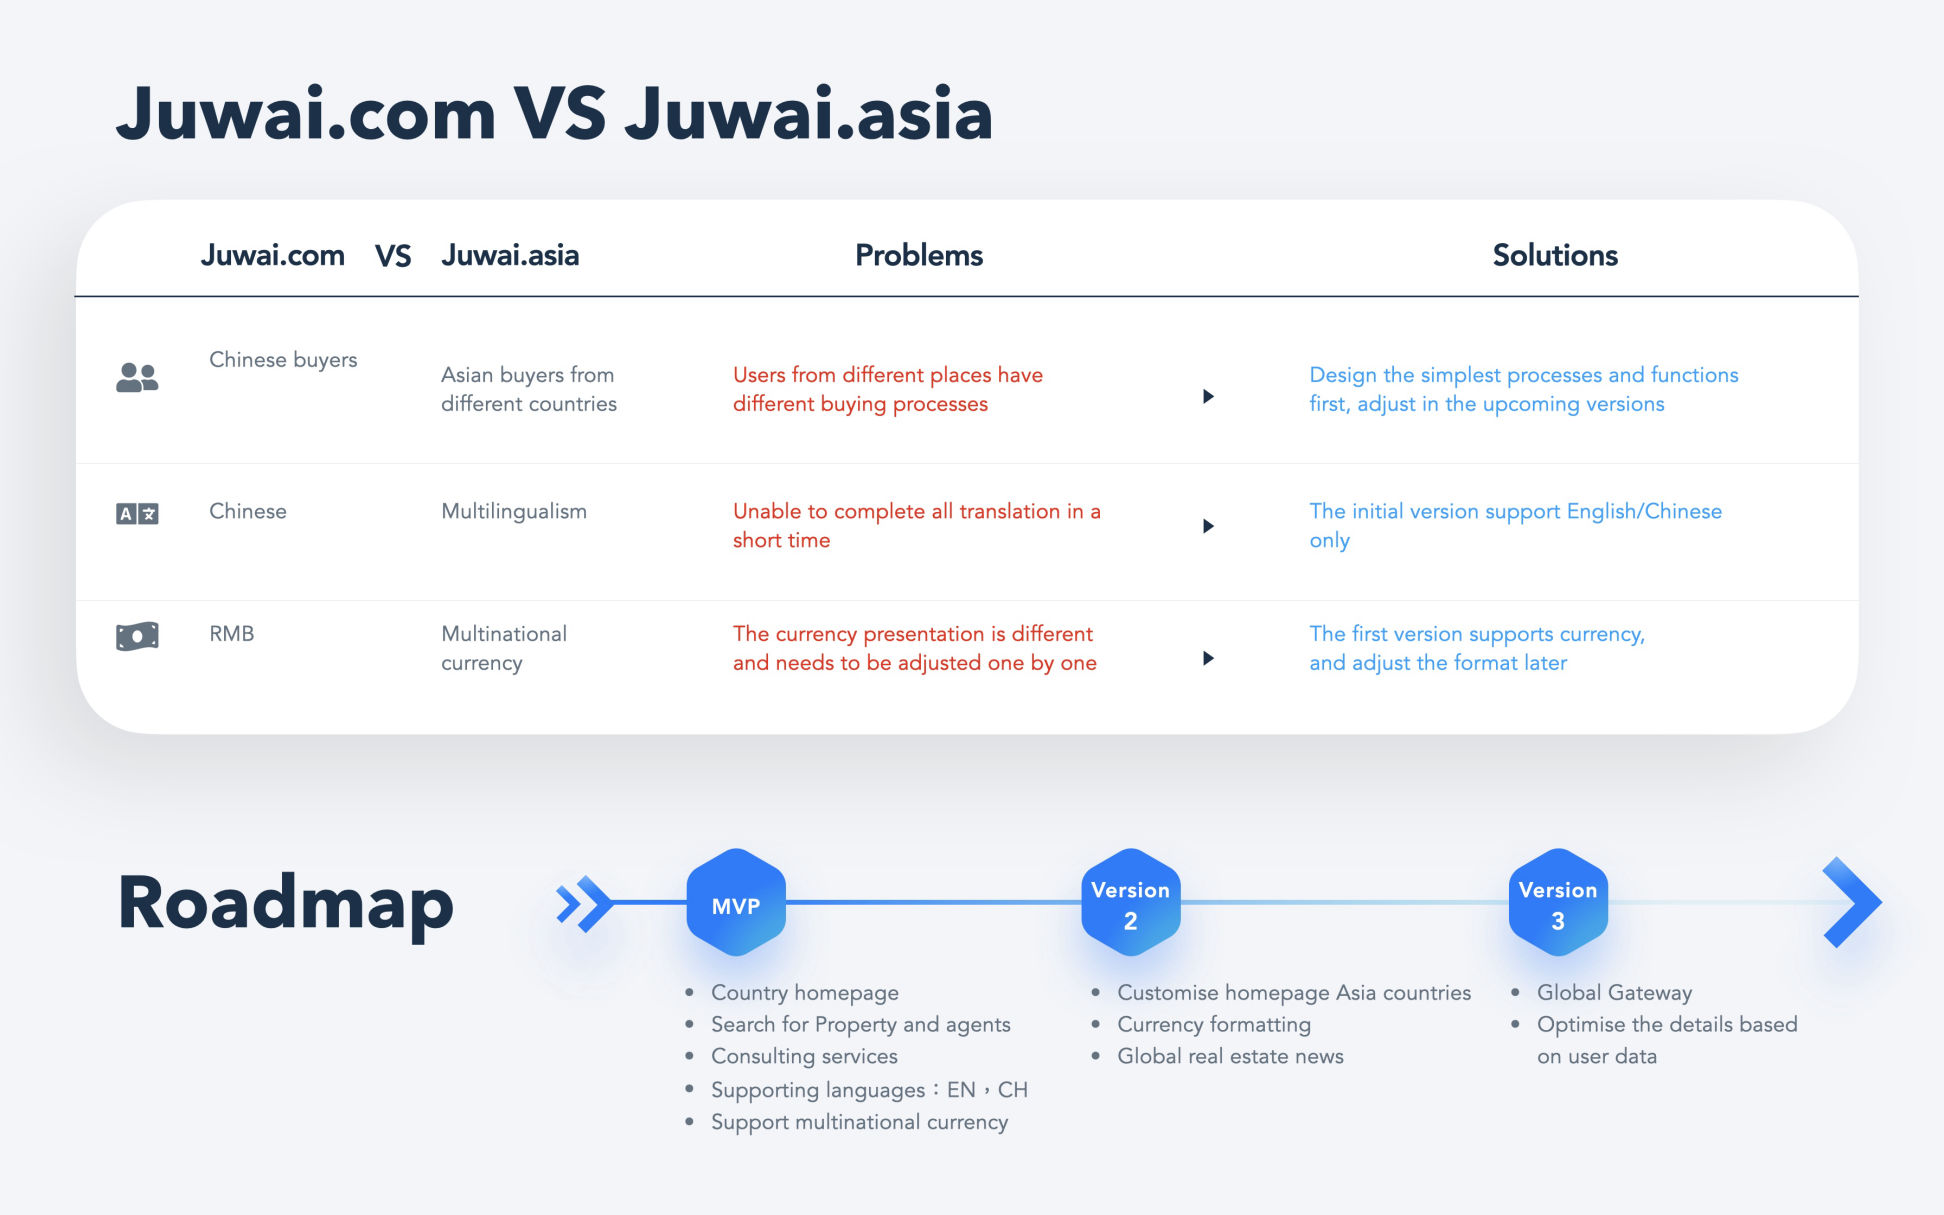 Juwai.com VS Juwai.asia
Juwai.com VS Juwai.asia Problems Solutions
Chinese buyers
Asian buyers from
different countries
Users from different places have
different buying processes
Design the simplest processes and functions
first, adjust in the upcoming versions
A文
Chinese
Multilingualism
Unable to complete all translation in a
short time
The initial version support English/Chinese
only
RMB
Multinational
currency
The currency presentation is different
and needs to be adjusted one by one
The first version supports currency,
and adjust the format later
Roadmap
MVP
• Country homepage
• Search for Property and agents
• Consulting services
• Supporting languages：EN，CH
• Support multinational currency
Version
2
• Customise homepage Asia countries
• Currency formatting
• Global real estate news
Version
3
• Global Gateway
• Optimise the details based
on user data